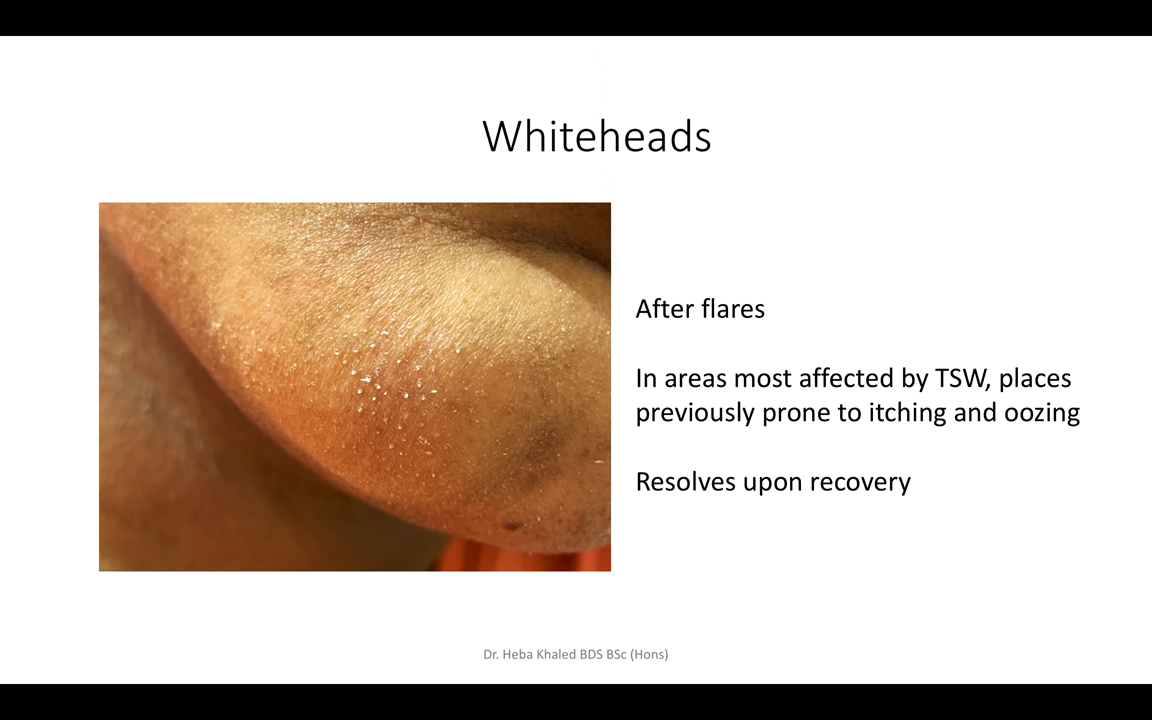 Whiteheads
After flares
In areas most affected by TSW, places
previously prone to itching and oozing
Resolves upon recovery
Dr. Heba Khaled BDS BSc (Hons)